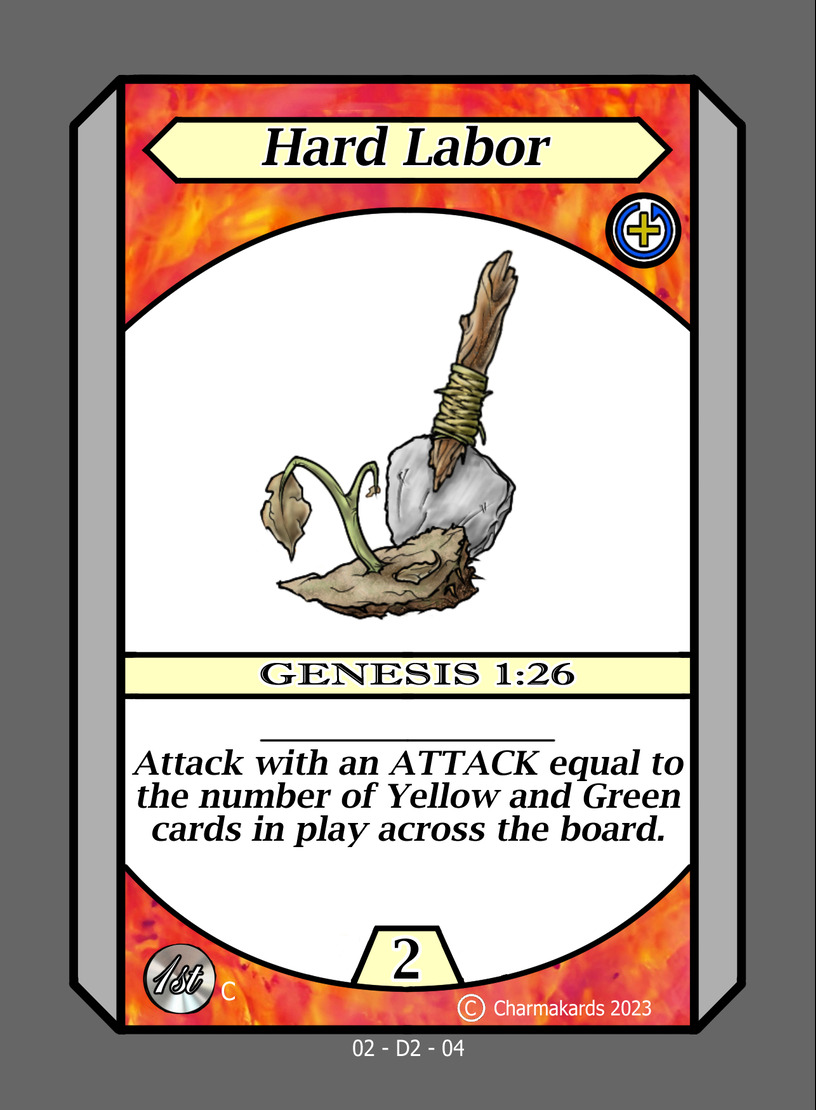 Hard Labor
GENESIS 1:26
Attack with an ATTACK equal to
the number of Yellow and Green
cards in play across the board.
2
1st C
© Charmakards 2023
02 - D2 - 04